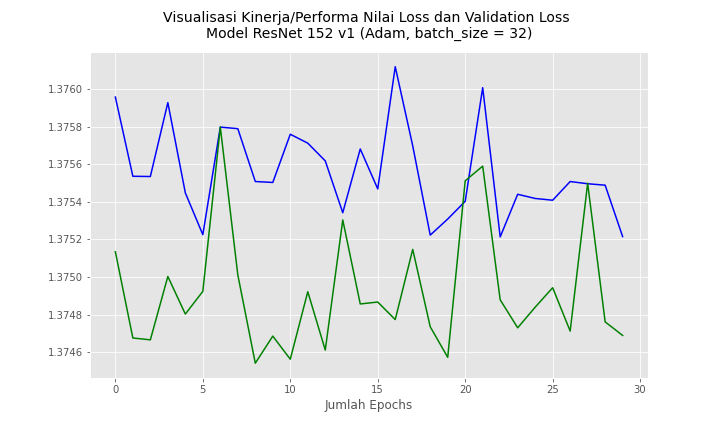 Visualisasi Kinerja/Performa Nilai Loss dan Validation Loss
Model ResNet 152 v1 (Adam, batch_size = 32)
1.3760
1.3758
1.3756
1.3754
1.3752
1.3750
1.3748
1.3746
0 5 10 15 20 25 30
Jumlah Epochs